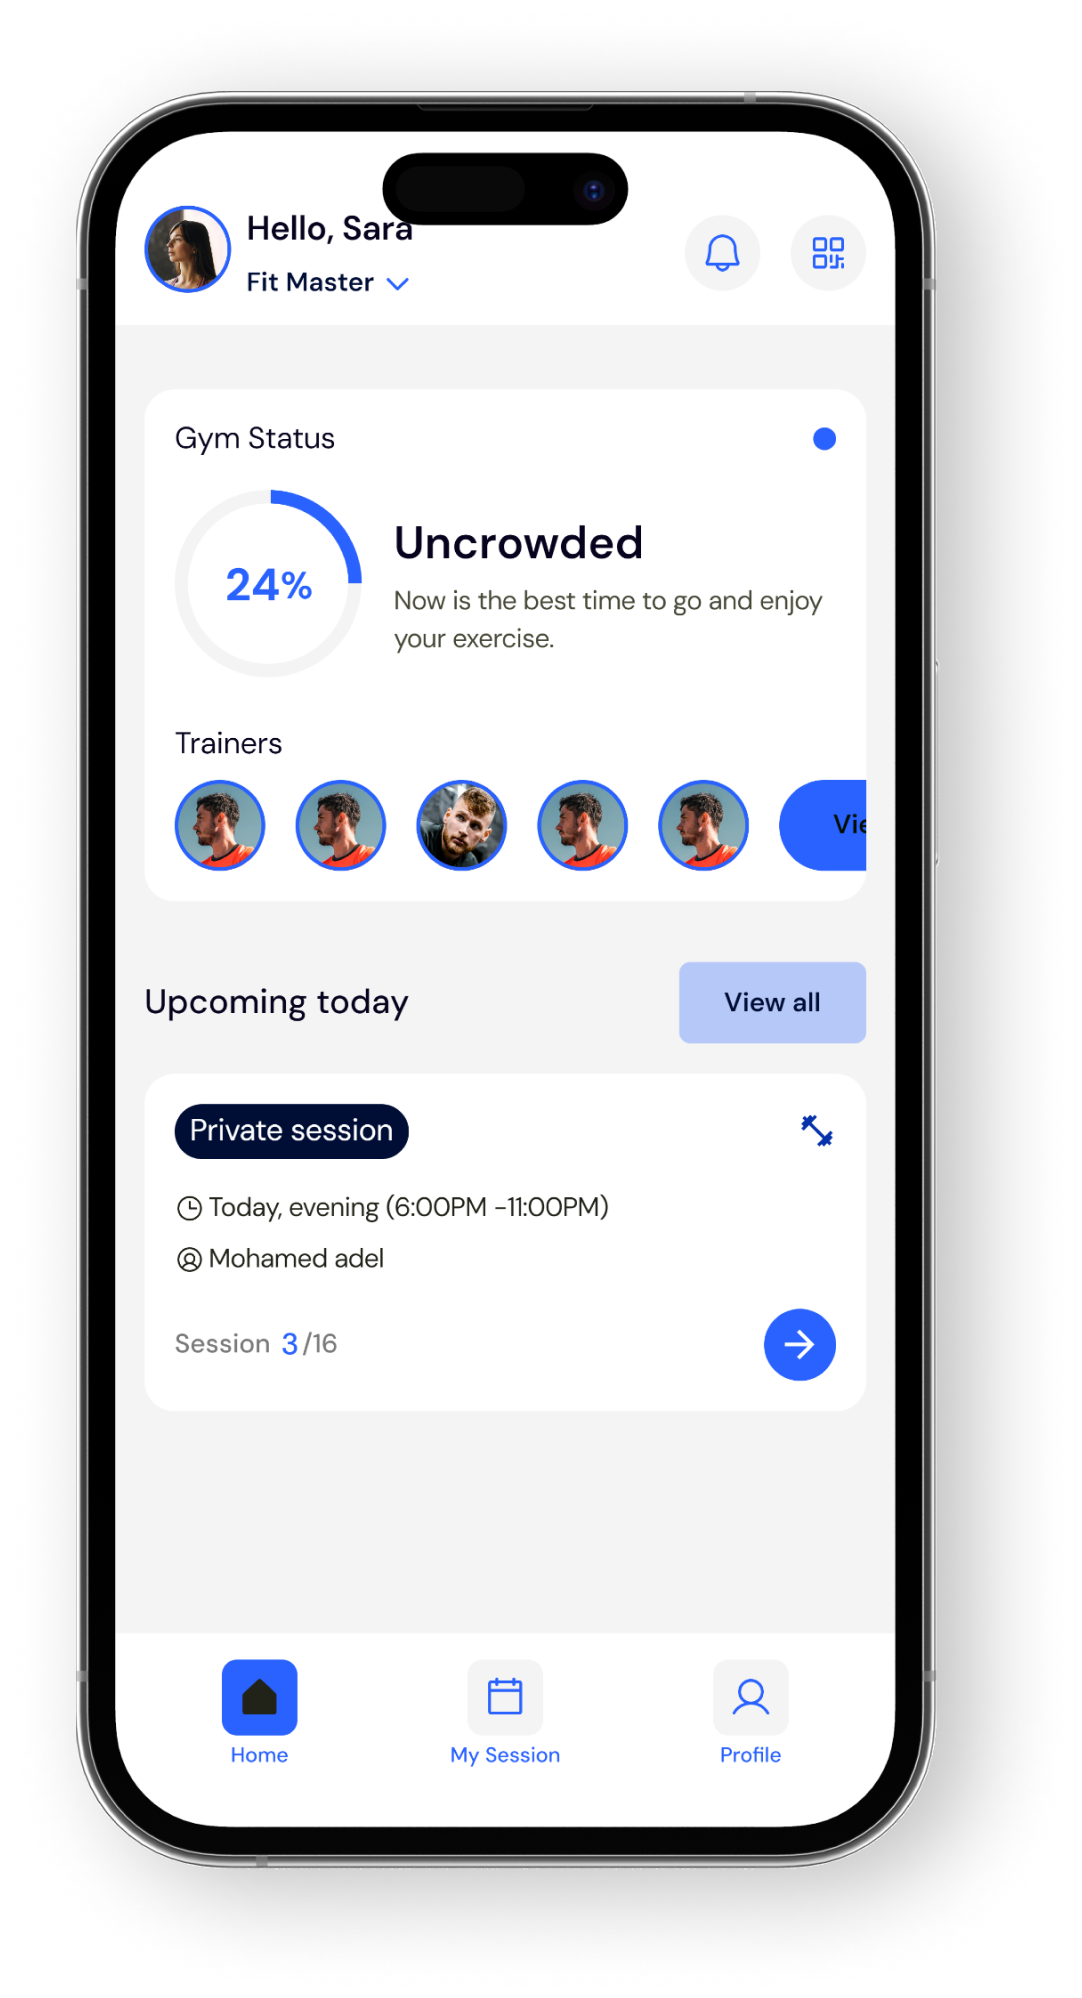 Hello, Sara
Fit Master
Gym Status
24%
Uncrowded
Now is the best time to go and enjoy
your exercise.
Trainers
Vie
Upcoming today
View all
Private session
Today, evening (6:00PM -11:00PM)
Mohamed adel
Session 3/16
Home
My Session
Profile